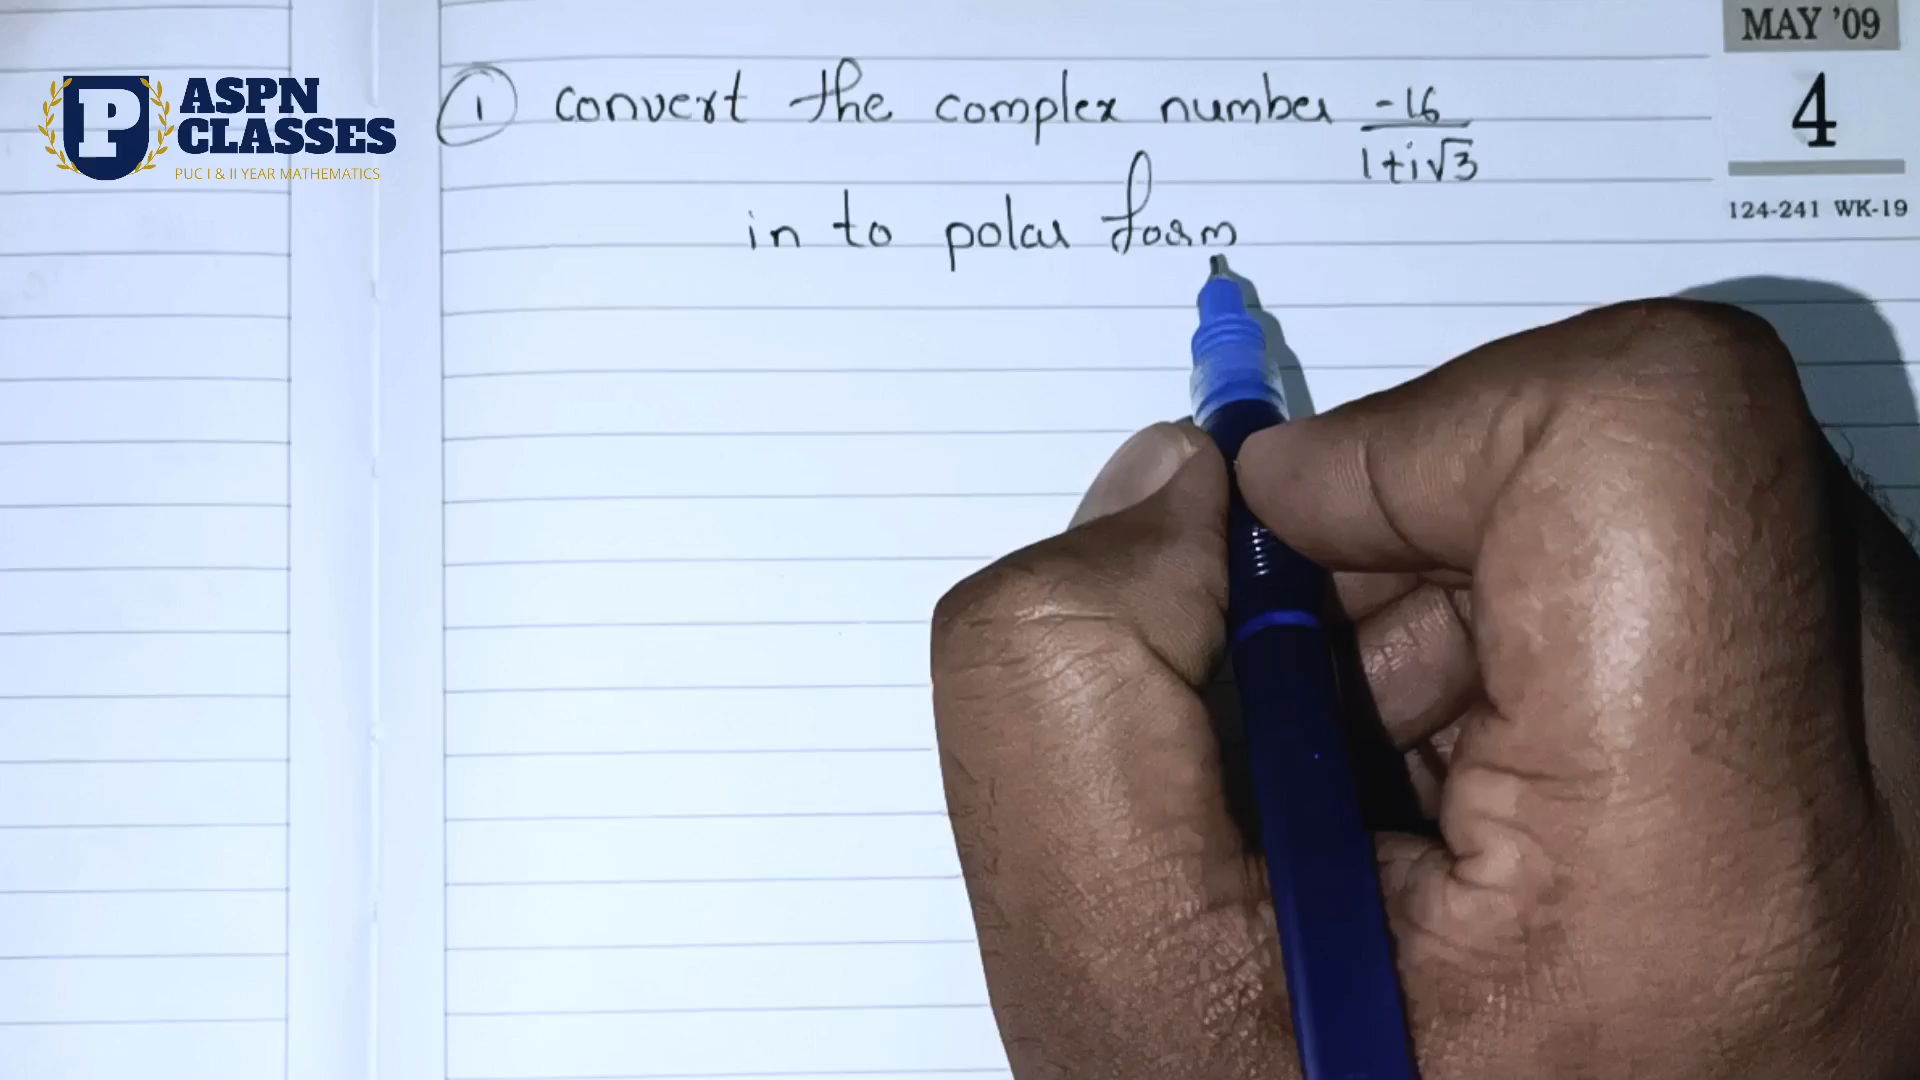 P ASPN
CLASSES
PUC I & II YEAR MATHEMATICS
MAY '09
4
124-241 WK-19
① convert the complex number -16/1+i√3
in to polar form